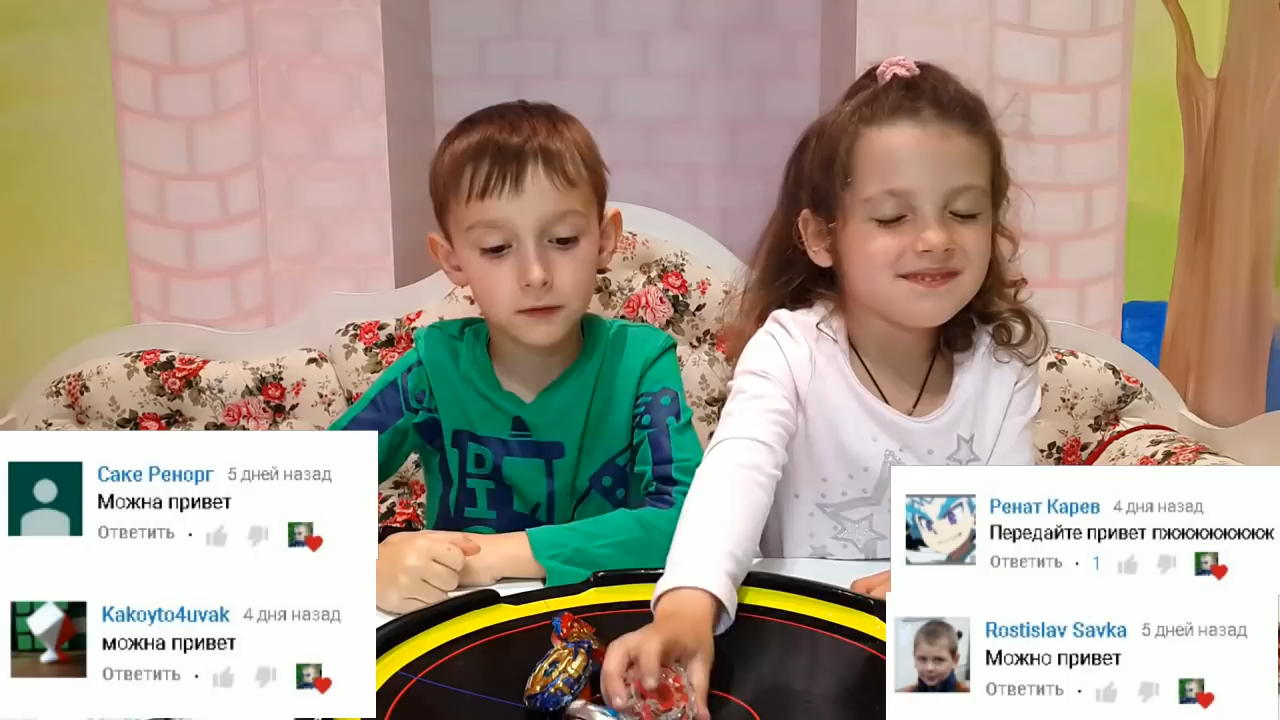 Саке Ренорг 5 дней назад
Можна привет
Ответить
Kakoyto4uvak 4 дня назад
можна привет
Ответить
Ренат Карев 4 дня назад
Передайте привет пжюююююююк
Ответить · 1
Rostislav Savka 5 дней назад
Можно привет
Ответить